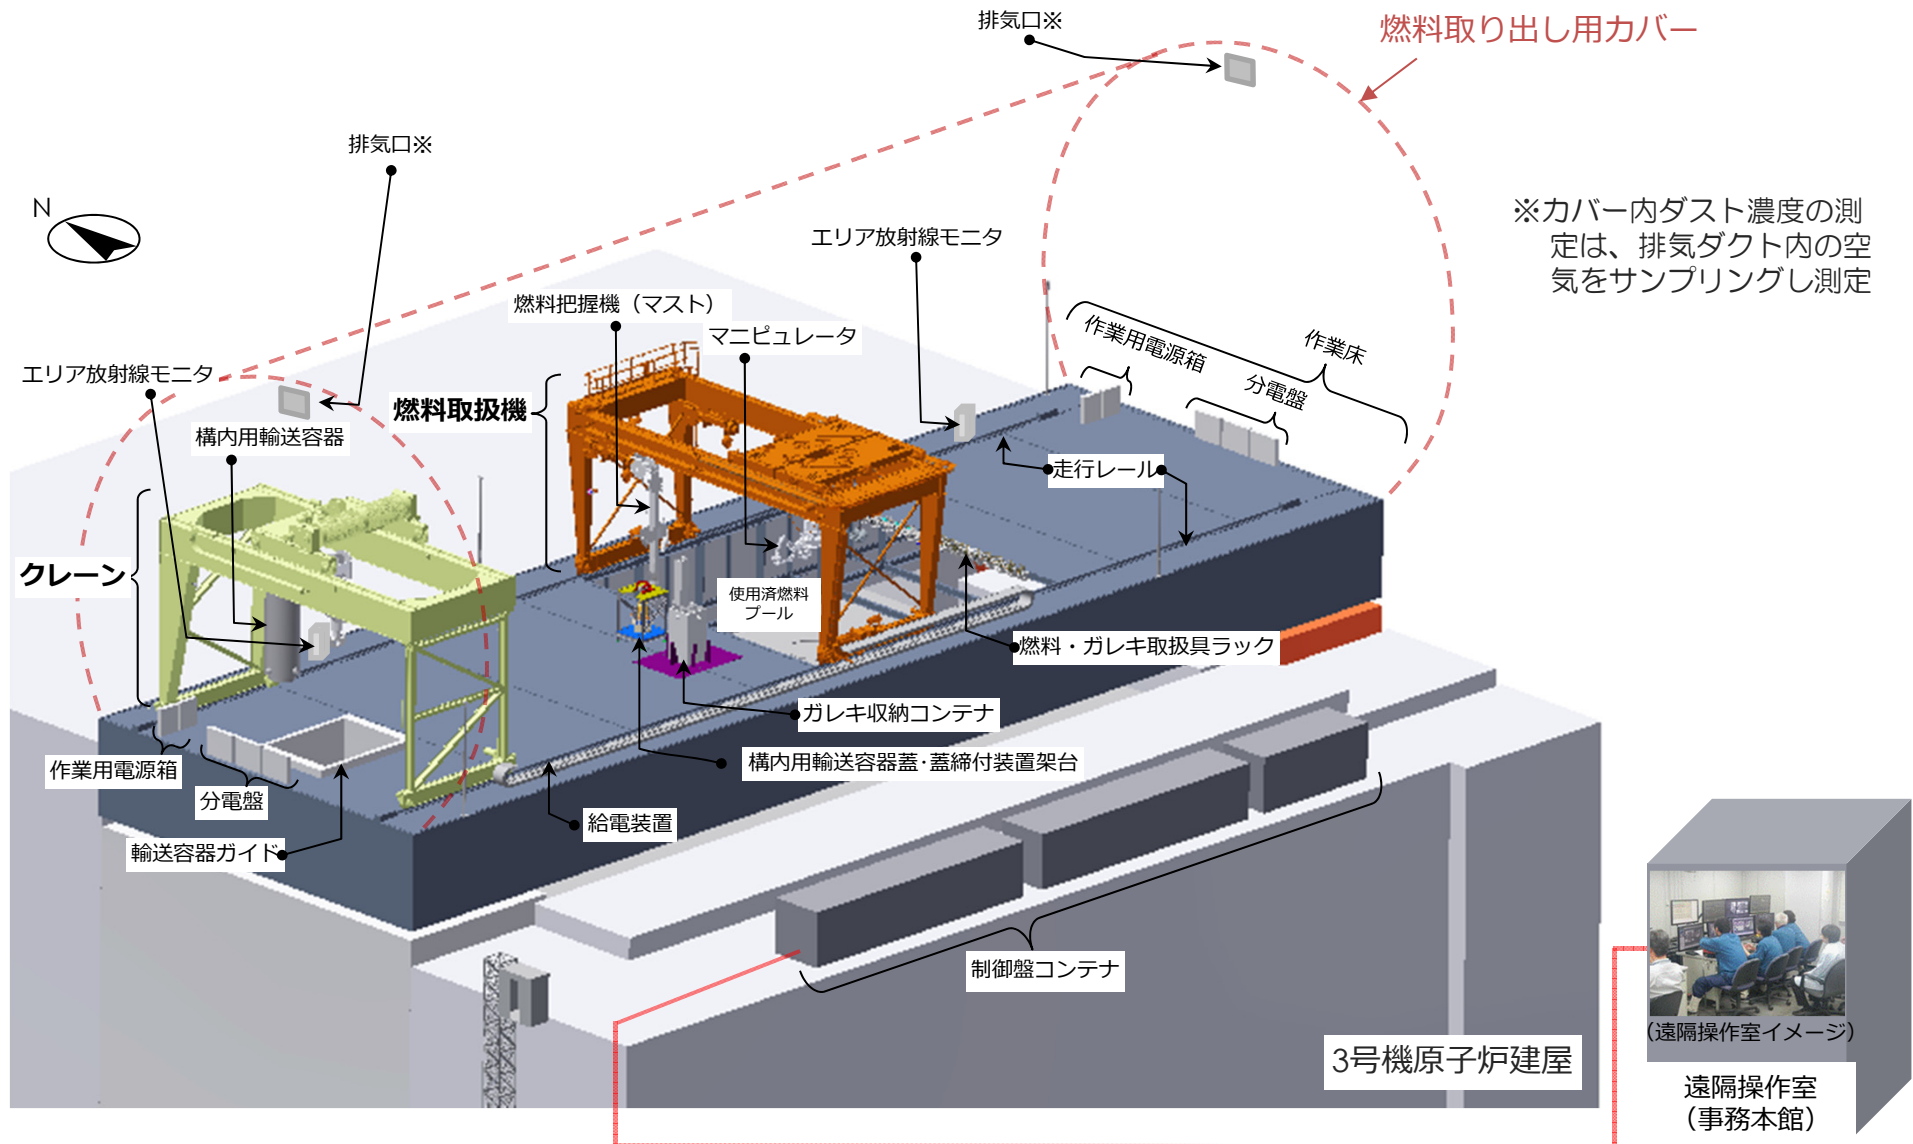 排気口※
燃料取り出し用カバー
排気口※
N
※カバー内ダスト濃度の測
定は、排気ダクト内の空
気をサンプリングし測定
エリア放射線モニタ
燃料把握機（マスト）
マニピュレータ
作業用電源箱
作業床
分電盤
エリア放射線モニタ
燃料取扱機
構内用輸送容器
走行レール
クレーン
使用済燃料
プール
燃料・ガレキ取扱具ラック
ガレキ収納コンテナ
構内用輸送容器蓋･蓋締付装置架台
作業用電源箱
分電盤
給電装置
輸送容器ガイド
制御盤コンテナ
3号機原子炉建屋
（遠隔操作室イメージ）
遠隔操作室
（事務本館）